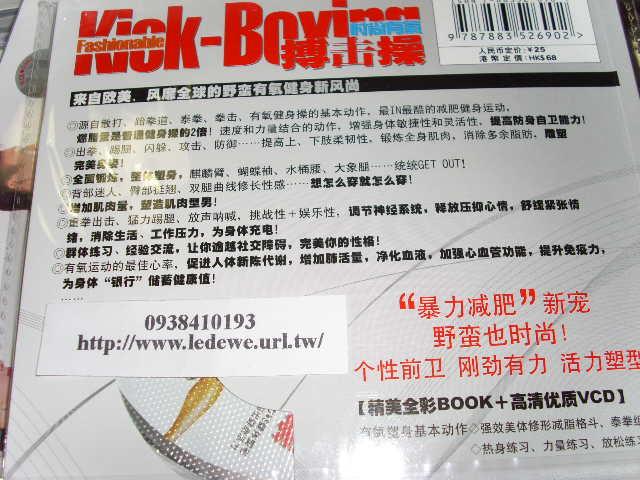 Kick-Boxing
Fashionable
时尚有氧
搏击操
9 787883 526902 >
人民币定价:￥25
港币定价:HK$68
来自欧美、风靡全球的野蛮有氧健身新风尚
◎源自散打、跆拳道、泰拳、拳击、有氧健身操的基本动作,最IN最酷的减肥健身运动,
燃脂量是普通健身操的2倍!速度和力量结合的动作,增强身体敏捷性和灵活性,提高防身自卫能力!
◎出拳、踢腿、闪躲、攻击、防御……提高上、下肢柔韧性,锻炼全身肌肉,消除多余脂肪,雕塑
完美身姿!
◎全面锻炼,整体塑身,麒麟臂、蝴蝶袖、水桶腰、大象腿……统统GET OUT!
◎背部迷人、臀部挺翘、双腿曲线修长性感……想怎么穿就怎么穿!
◎增加肌肉量,塑造肌肉型男!
◎重拳出击、猛力踢腿、放声呐喊,挑战性+娱乐性,调节神经系统,释放压抑心情,舒缓紧张情
绪,消除生活、工作压力,为身体充电!
◎群体练习、经验交流,让你逾越社交障碍,完美你的性格!
◎有氧运动的最佳心率,促进人体新陈代谢,增加肺活量,净化血液,加强心血管功能,提升免疫力,
为身体“银行”储蓄健康值!
……
0938410193
http://www.ledewe.url.tw/
“暴力减肥”新宠
野蛮也时尚!
个性前卫 刚劲有力 活力塑型
【精美全彩BOOK+高清优质VCD】
有氧塑身基本动作◇强效美体修形减脂格斗、泰拳组
◇热身练习、力量练习、放松练